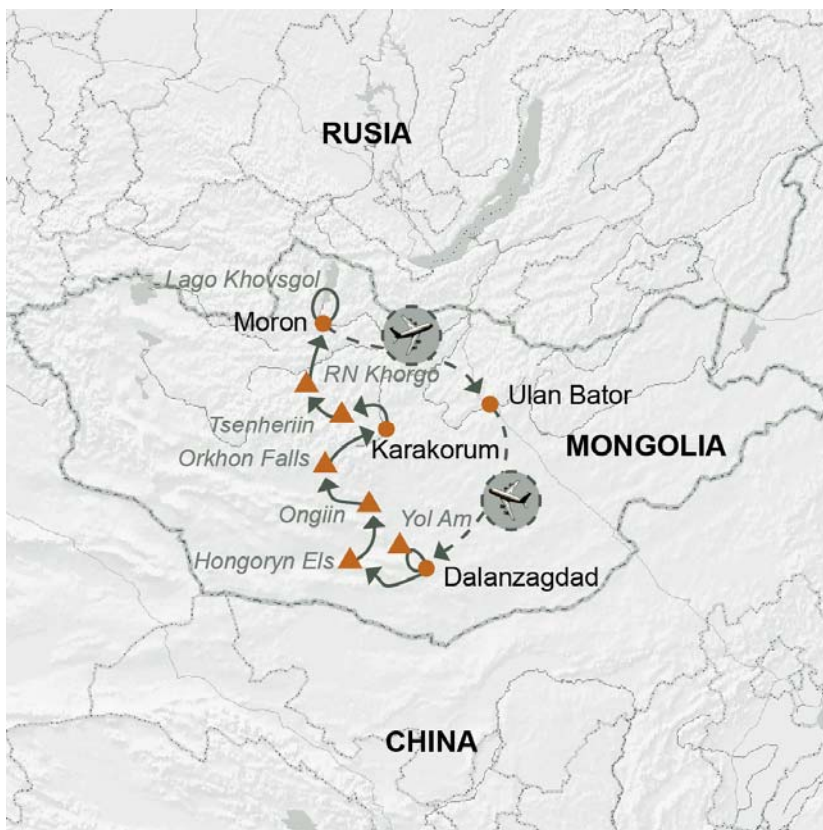 RUSIA
Lago Khovsgol
Moron
RN Khorgo
Ulan Bator
Tsenheriin
Karakorum
MONGOLIA
Orkhon Falls
Ongiin
Yol Am
Hongoryn Els
Dalanzagdad
CHINA